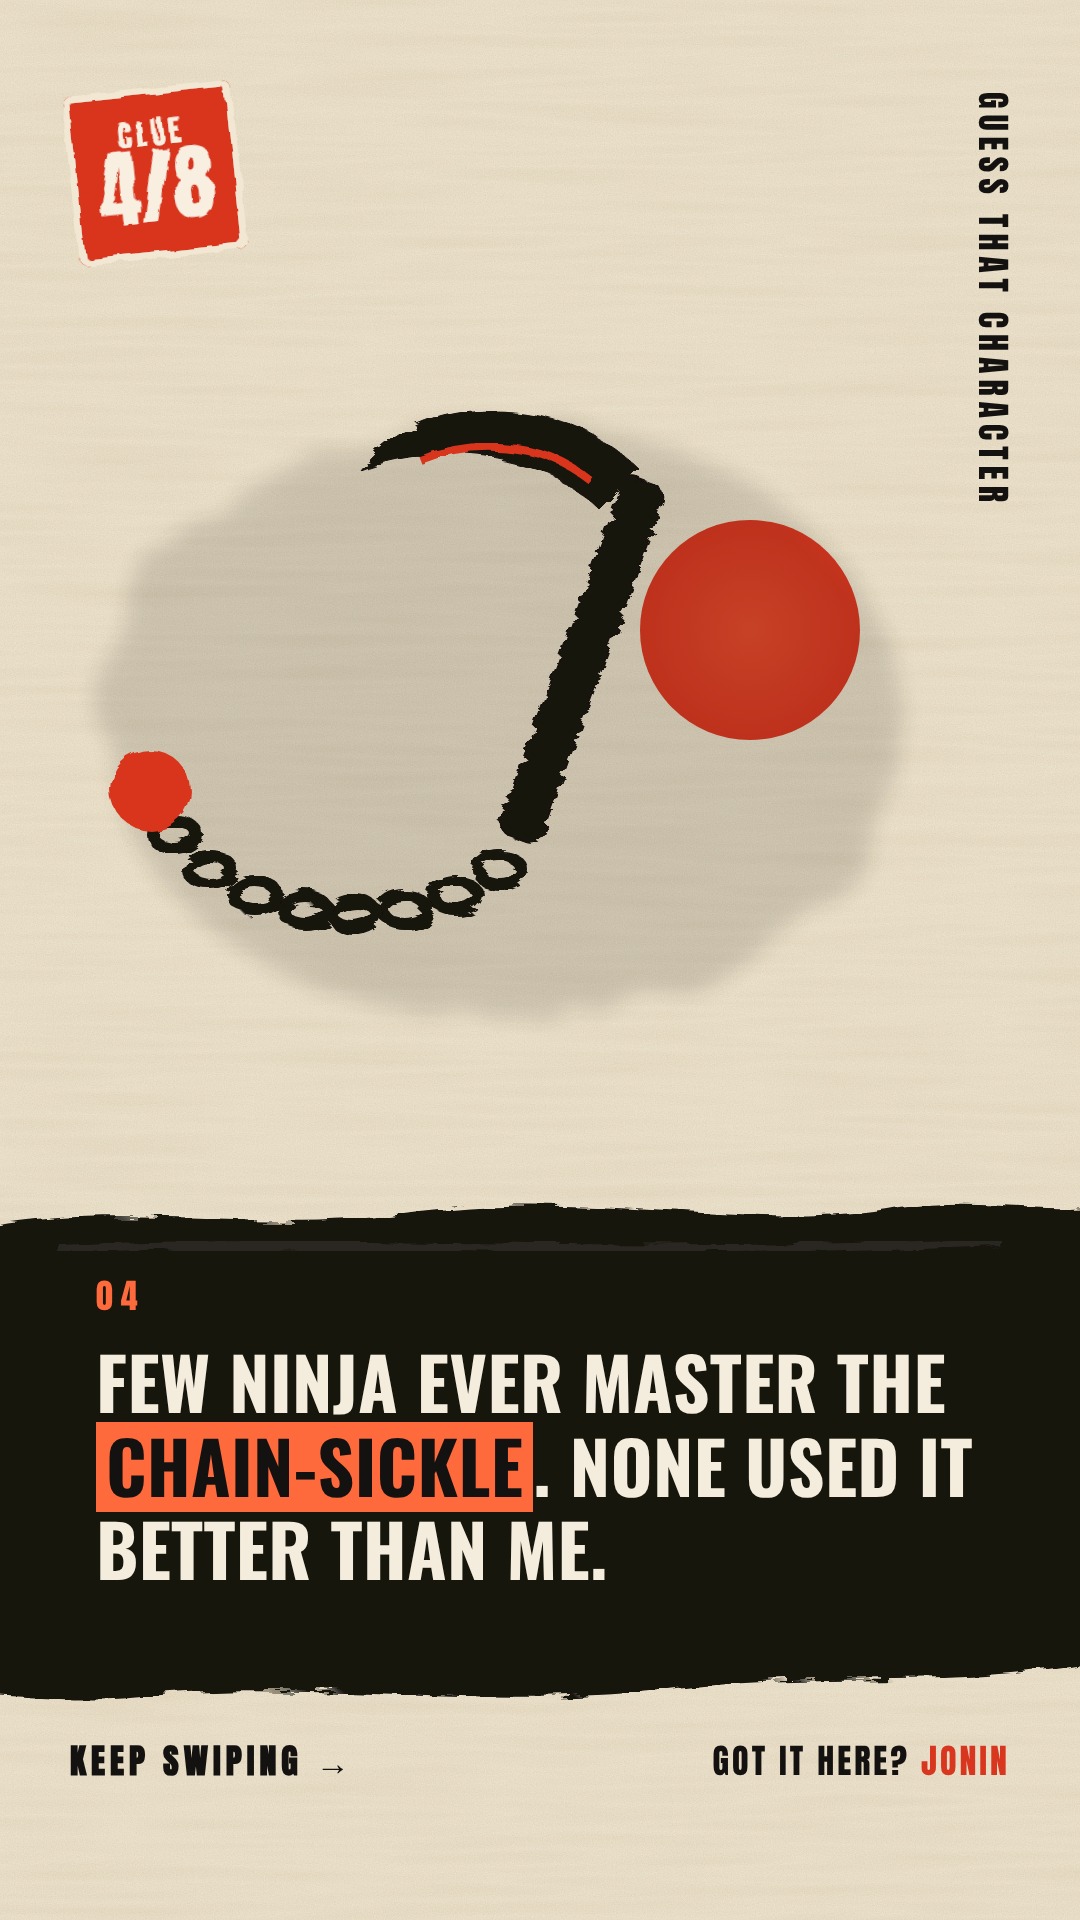 CLUE
4/8
GUESS THAT CHARACTER
04
FEW NINJA EVER MASTER THE
CHAIN-SICKLE. NONE USED IT
BETTER THAN ME.
KEEP SWIPING →
GOT IT HERE? JONIN